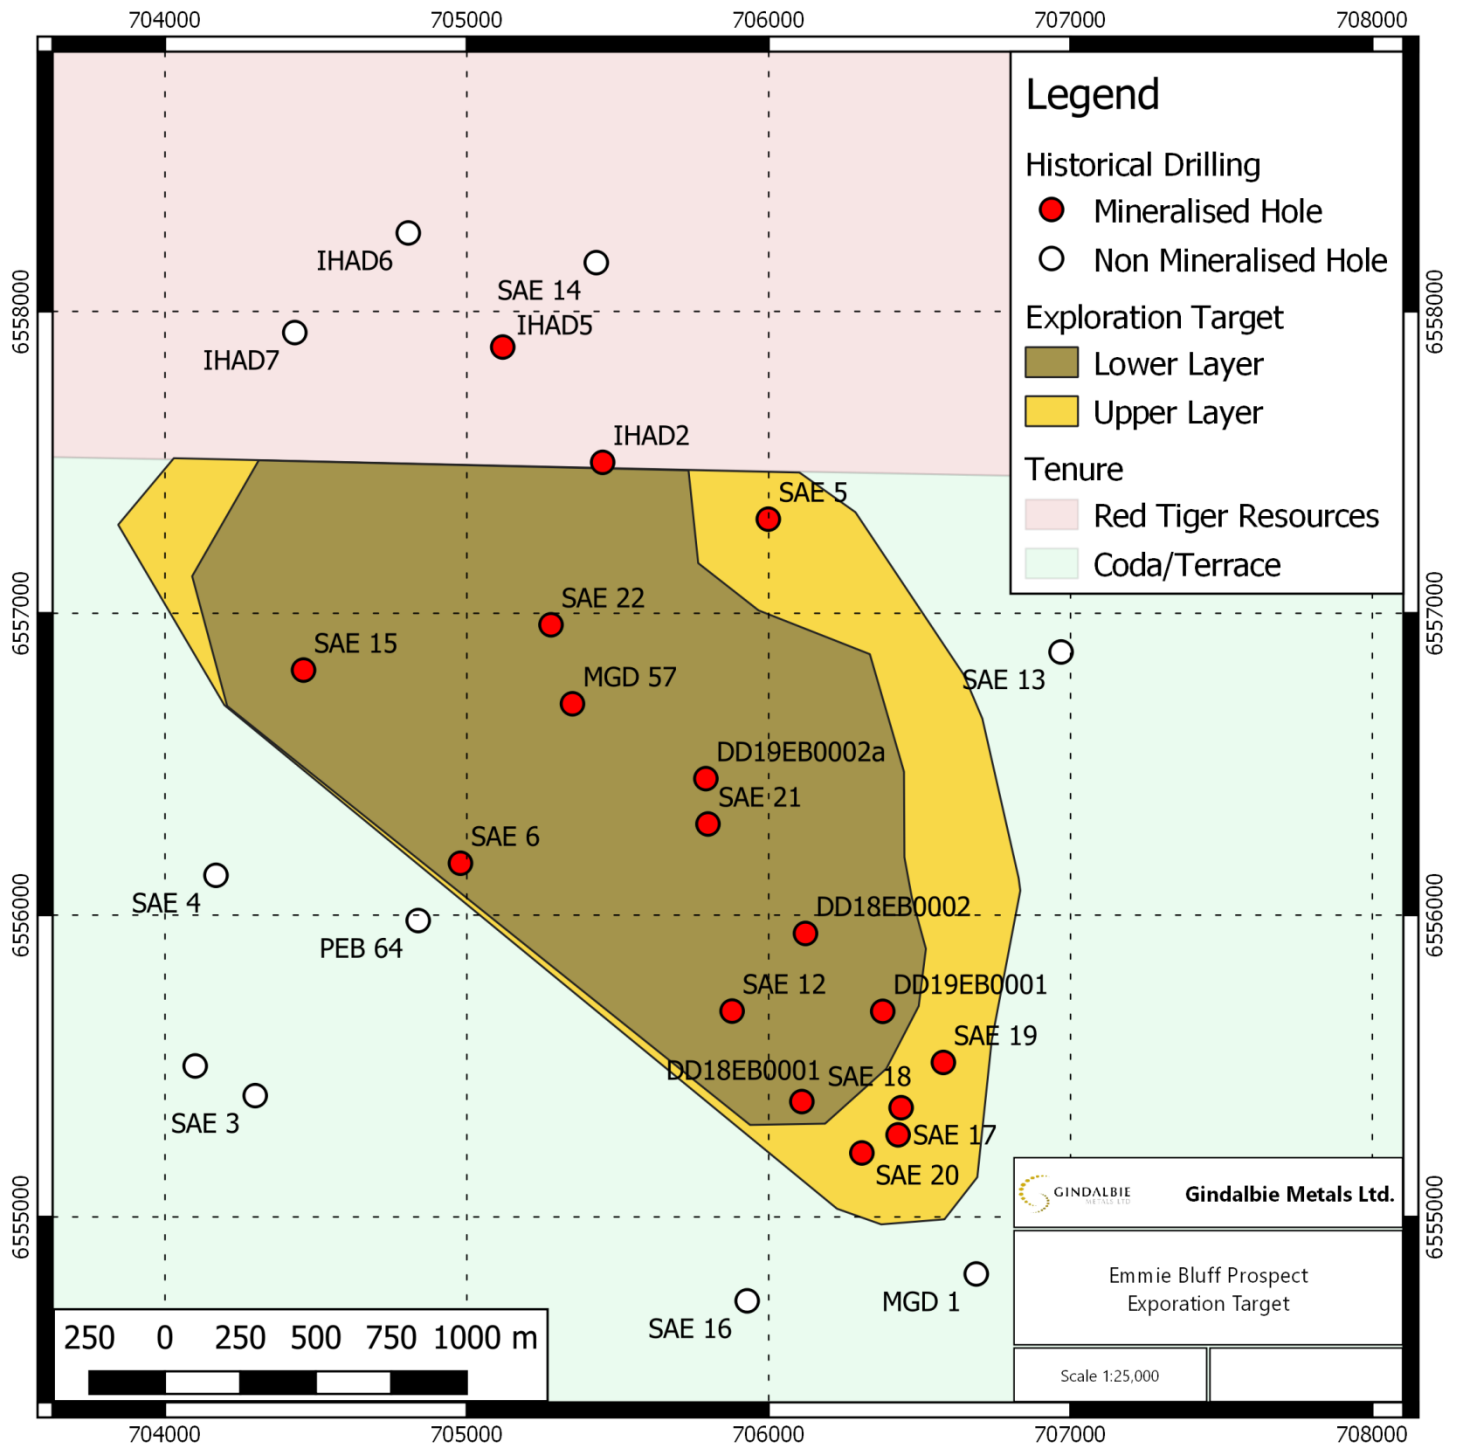 704000 705000 706000 707000 708000
Legend
Historical Drilling
Mineralised Hole
Non Mineralised Hole
Exploration Target
Lower Layer
Upper Layer
Tenure
Red Tiger Resources
Coda/Terrace
IHAD6
SAE 14
6558000 6558000
IHAD5
IHAD7
IHAD2
SAE 5
SAE 22
6557000 6557000
SAE 15
MGD 57
SAE 13
DD19EB0002a
SAE 21
SAE 6
SAE 4
DD18EB0002
6556000 6556000
PEB 64
SAE 12
DD19EB0001
SAE 19
DD18EB0001
SAE 18
SAE 3
SAE 17
SAE 20
6555000 6555000
GINDALBIE
METALS LTD
Gindalbie Metals Ltd.
MGD 1
SAE 16
Emmie Bluff Prospect
Exporation Target
250 0 250 500 750 1000 m
Scale 1:25,000
704000 705000 706000 707000 708000